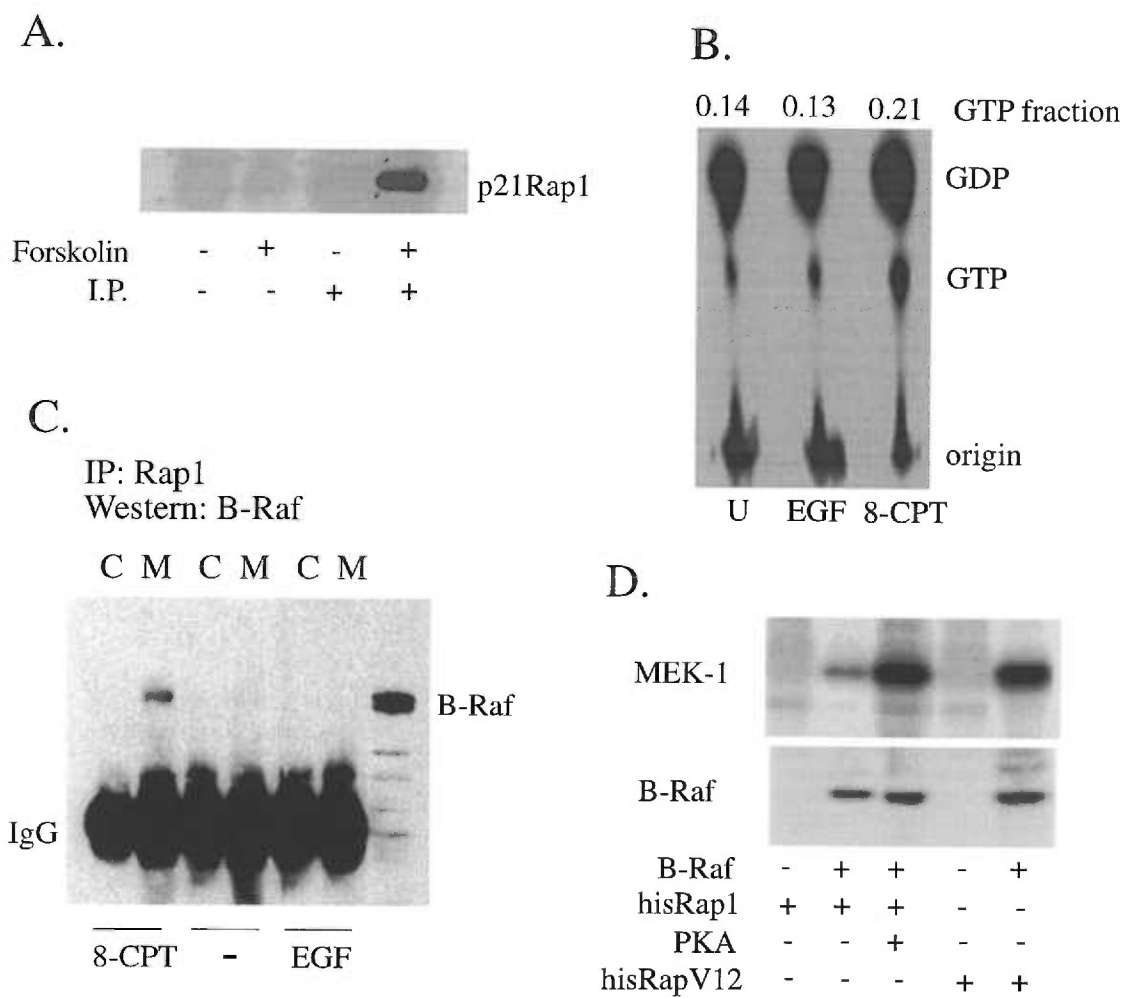 A.
p21Rap1
Forskolin - + - +
I.P. - - + +
B.
0.14 0.13 0.21 GTP fraction
GDP
GTP
origin
U EGF 8-CPT
C.
IP: Rap1
Western: B-Raf
C M C M C M
B-Raf
IgG
8-CPT - EGF
D.
MEK-1
B-Raf
B-Raf - + + - +
hisRap1 + + + - -
PKA - - + - -
hisRapV12 - - - + +